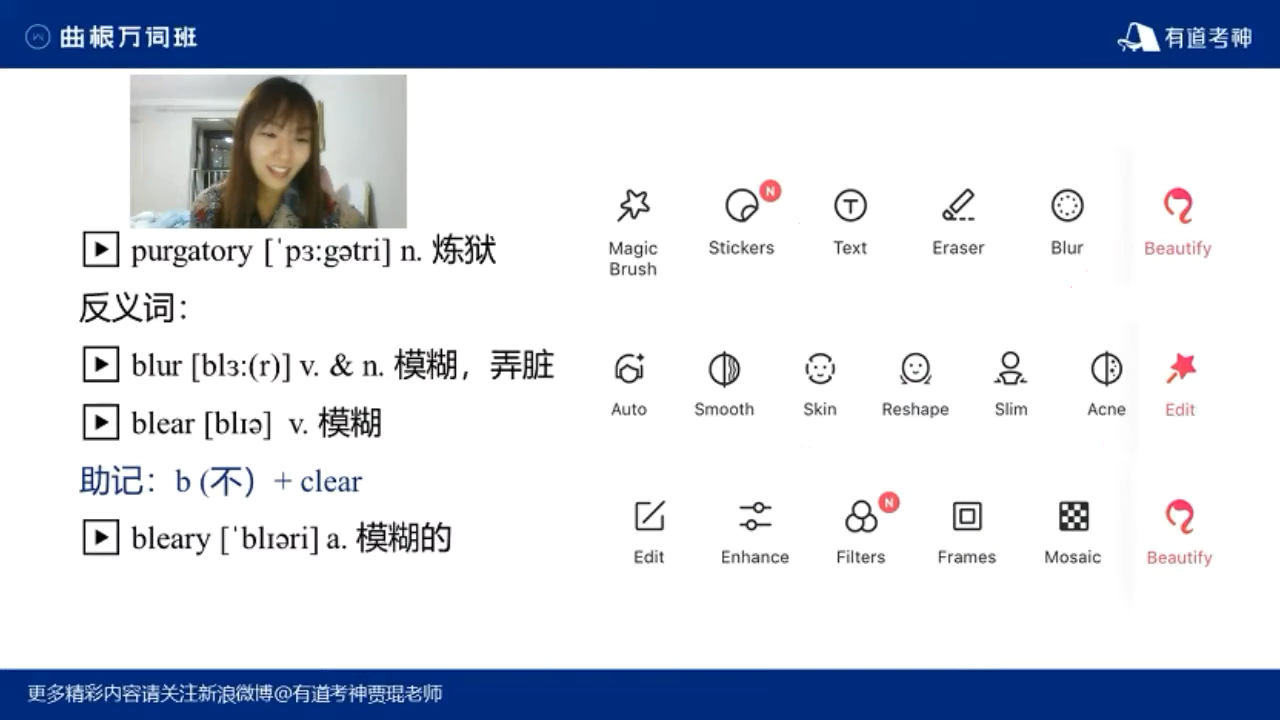 曲根万词班
有道考神
purgatory [ˈpɜ:gətri] n. 炼狱
反义词：
blur [blɜ:(r)] v. & n. 模糊，弄脏
blear [blɪə] v. 模糊
助记：b (不）+ clear
bleary [ˈblɪəri] a. 模糊的
N
Magic Brush
Stickers
Text
Eraser
Blur
Beautify
Auto
Smooth
Skin
Reshape
Slim
Acne
Edit
N
Edit
Enhance
Filters
Frames
Mosaic
Beautify
更多精彩内容请关注新浪微博@有道考神贾琨老师